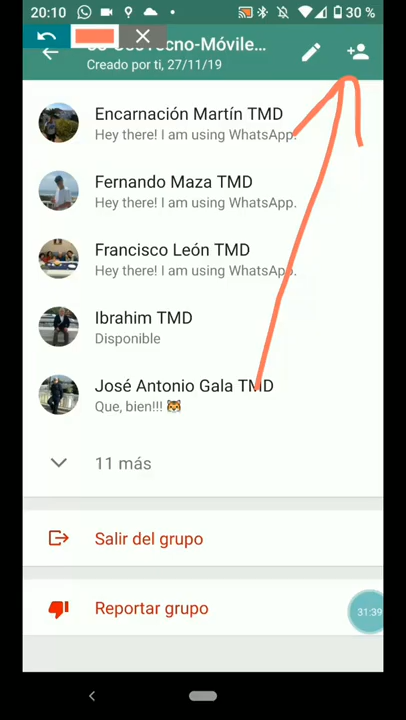 20:10
30 %
Tecno-Móvile...
Creado por ti, 27/11/19
Encarnación Martín TMD
Hey there! I am using WhatsApp.
Fernando Maza TMD
Hey there! I am using WhatsApp.
Francisco León TMD
Hey there! I am using WhatsApp.
Ibrahim TMD
Disponible
José Antonio Gala TMD
Que, bien!!! 🐯
11 más
Salir del grupo
Reportar grupo
31:39